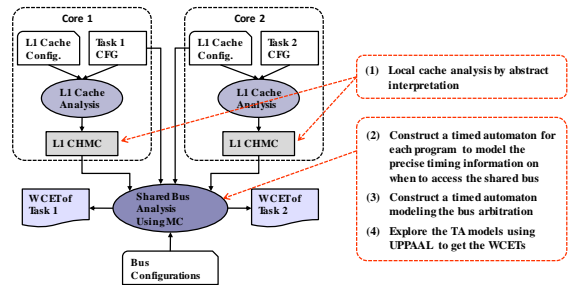 Core 1
Core 2
L1 Cache
Config.
Task 1
CFG
L1 Cache
Config.
Task 2
CFG
L1 Cache
Analysis
L1 Cache
Analysis
L1 CHMC
L1 CHMC
WCET of
Task 1
Shared Bus
Analysis
Using MC
WCET of
Task 2
Bus
Configurations
(1) Local cache analysis by abstract
interpretation
(2) Construct a timed automaton for
each program to model the
precise timing information on
when to access the shared bus
(3) Construct a timed automaton
modeling the bus arbitration
(4) Explore the TA models using
UPPAAL to get the WCETs